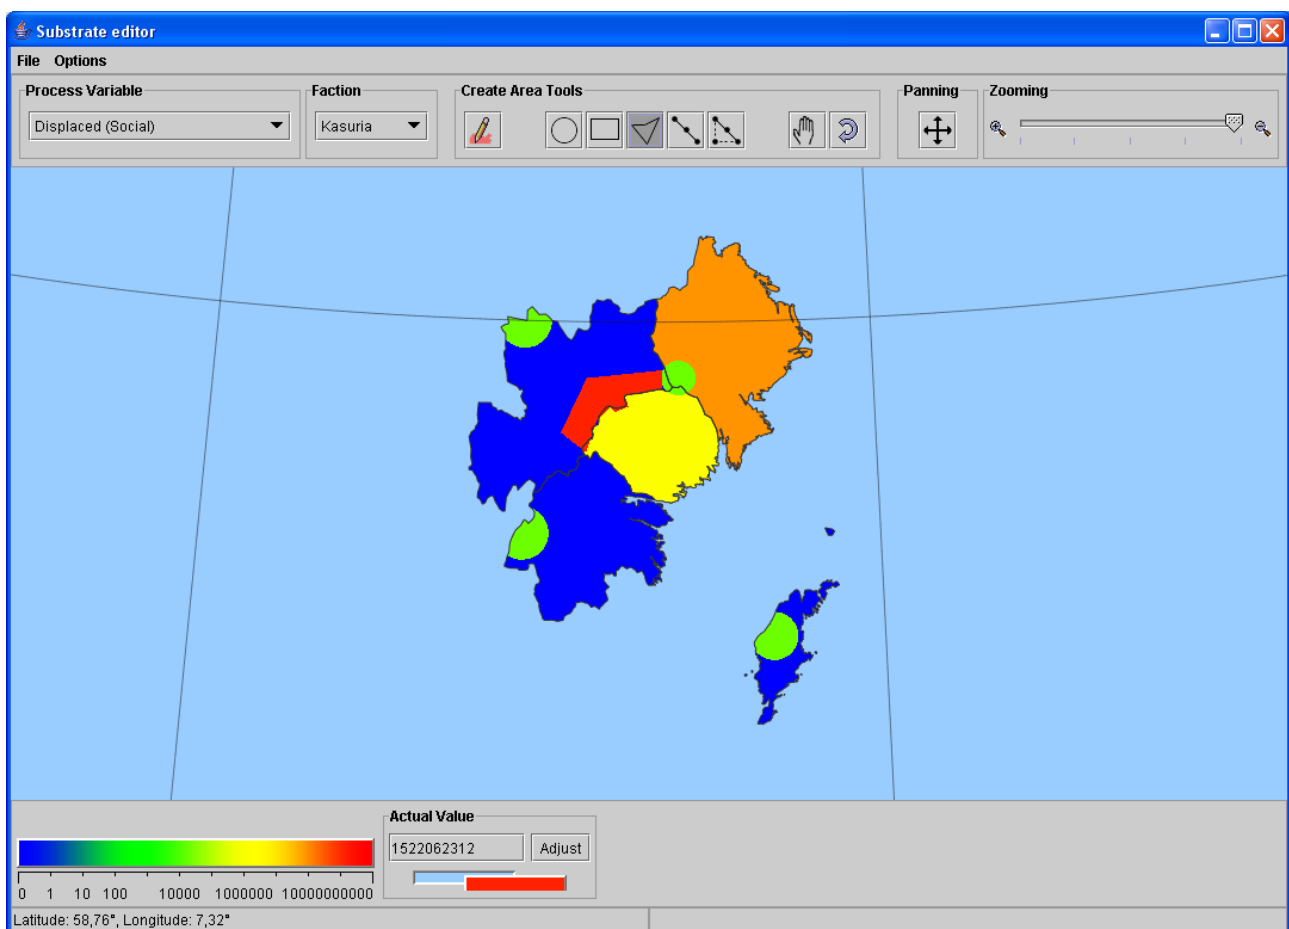 Substrate editor
File Options
Process Variable Faction Create Area Tools Panning Zooming
Displaced (Social) Kasuria
Actual Value
1522062312 Adjust
0 1 10 100 10000 1000000 10000000000
Latitude: 58,76°, Longitude: 7,32°